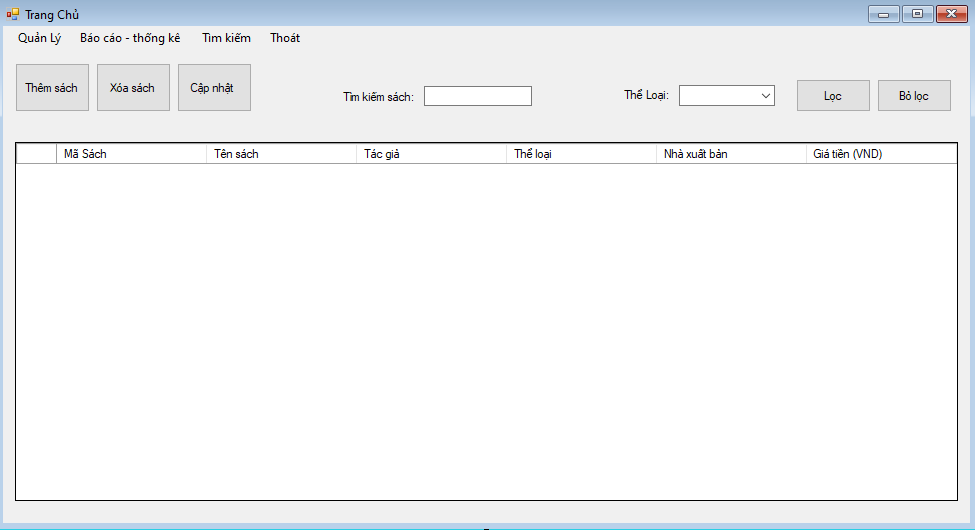 Trang Chủ
Quản Lý Báo cáo - thống kê Tìm kiếm Thoát
Thêm sách Xóa sách Cập nhật Tìm kiếm sách: Thể Loại: Lọc Bỏ lọc
Mã Sách Tên sách Tác giả Thể loại Nhà xuất bản Giá tiền (VND)